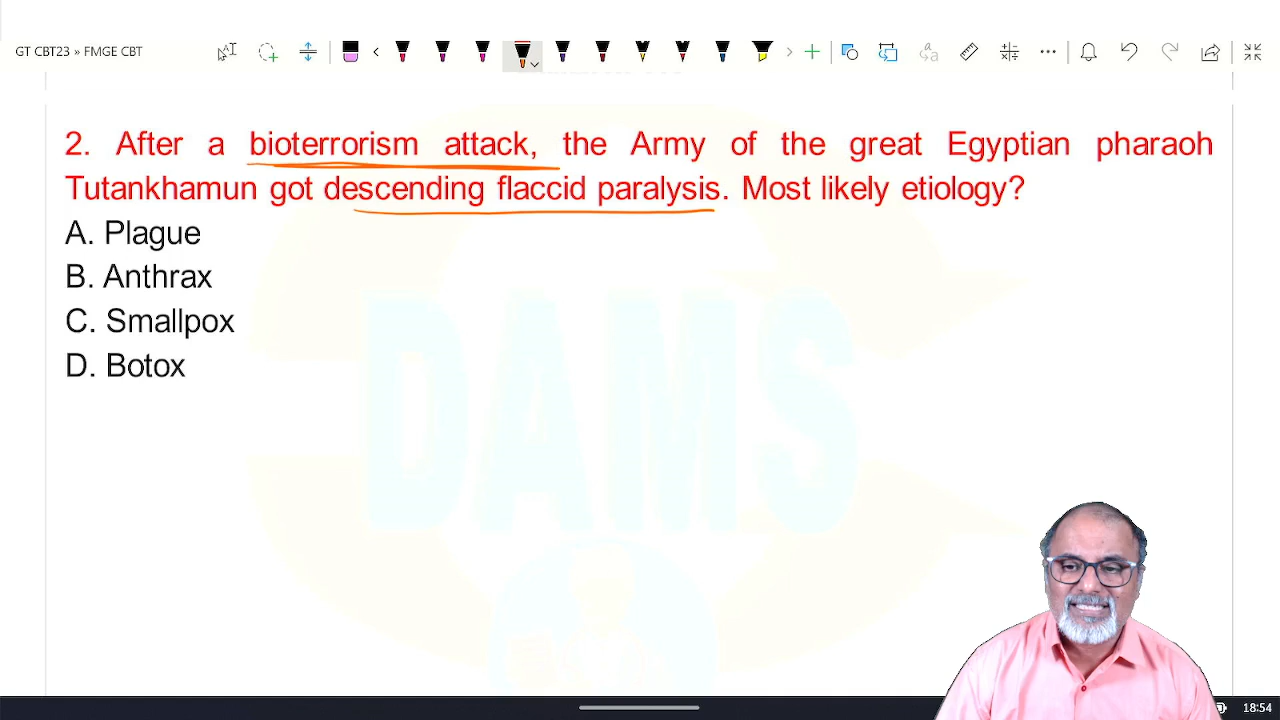 GT CBT23 » FMGE CBT
2. After a bioterrorism attack, the Army of the great Egyptian pharaoh
Tutankhamun got descending flaccid paralysis. Most likely etiology?
A. Plague
B. Anthrax
C. Smallpox
D. Botox
DAMS
18:54